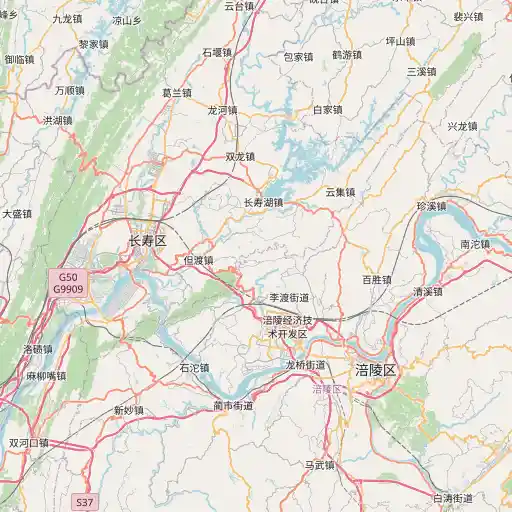 云台镇
九龙镇
凉山乡
裴兴镇
黎家镇
坪山镇
石堰镇
包家镇
鹤游镇
御临镇
三溪镇
万顺镇
葛兰镇
龙河镇
白家镇
洪湖镇
兴龙镇
双龙镇
云集镇
长寿湖镇
珍溪镇
大盛镇
长寿区
南沱镇
但渡镇
G50
G9909
百胜镇
清溪镇
李渡街道
涪陵经济技
术开发区
洛碛镇
石沱镇
龙桥街道
涪陵区
麻柳嘴镇
涪陵区
新妙镇
蔺市街道
双河口镇
马武镇
白涛街道
S37